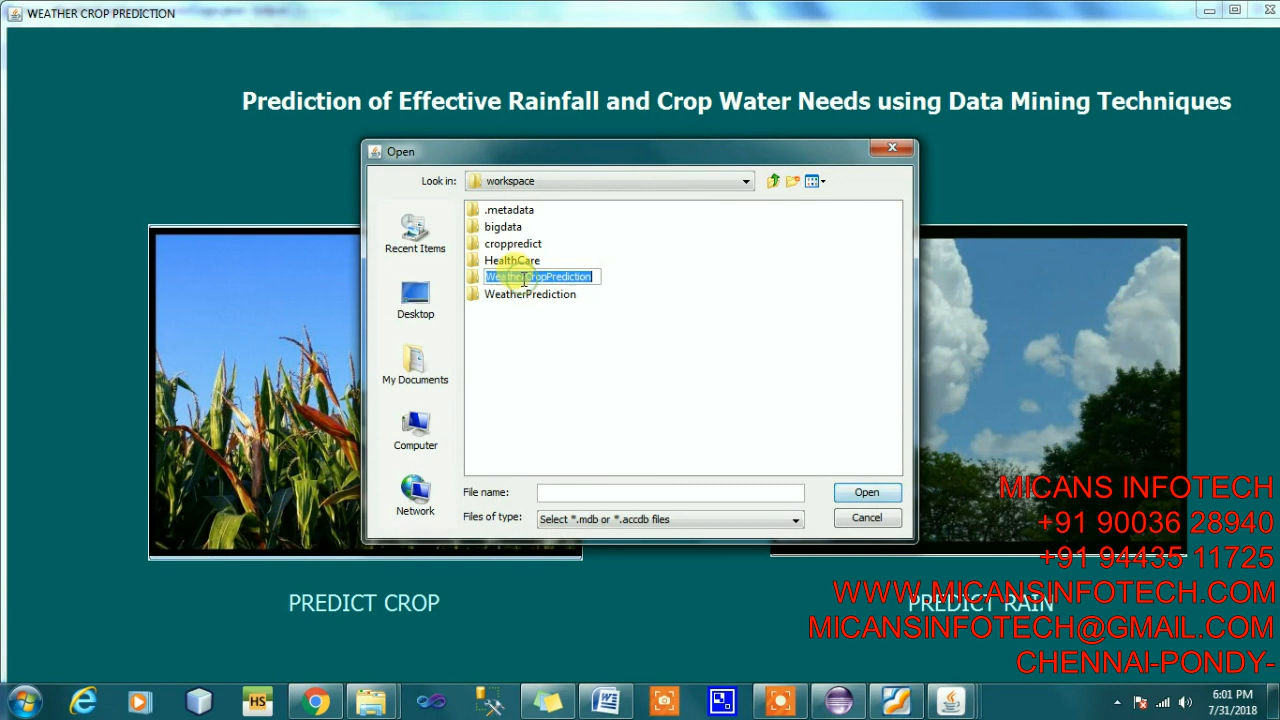 WEATHER CROP PREDICTION
Prediction of Effective Rainfall and Crop Water Needs using Data Mining Techniques
Open
Look in:
workspace
.metadata
bigdata
croppredict
HealthCare
WeatherCropPrediction
WeatherPrediction
Recent Items
Desktop
My Documents
Computer
Network
File name:
Open
Files of type:
Select *.mdb or *.accdb files
Cancel
PREDICT CROP
PREDICT RAIN
MICANS INFOTECH
+91 90036 28940
+91 94435 11725
WWW.MICANSINFOTECH.COM
MICANSINFOTECH@GMAIL.COM
CHENNAI-PONDY-
HS
6:01 PM
7/31/2018